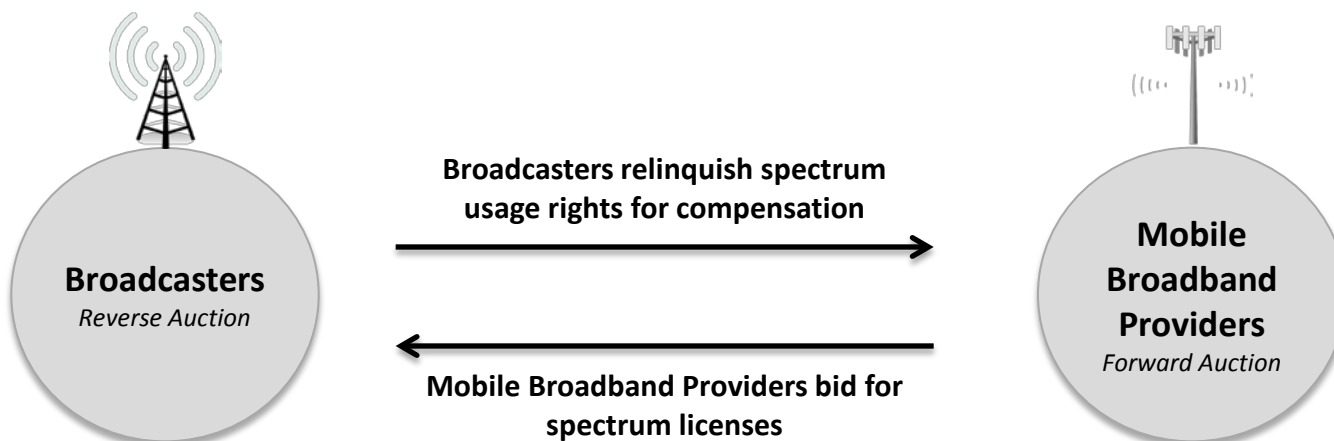 Broadcasters relinquish spectrum
usage rights for compensation
Broadcasters
Reverse Auction
Mobile
Broadband
Providers
Forward Auction
Mobile Broadband Providers bid for
spectrum licenses